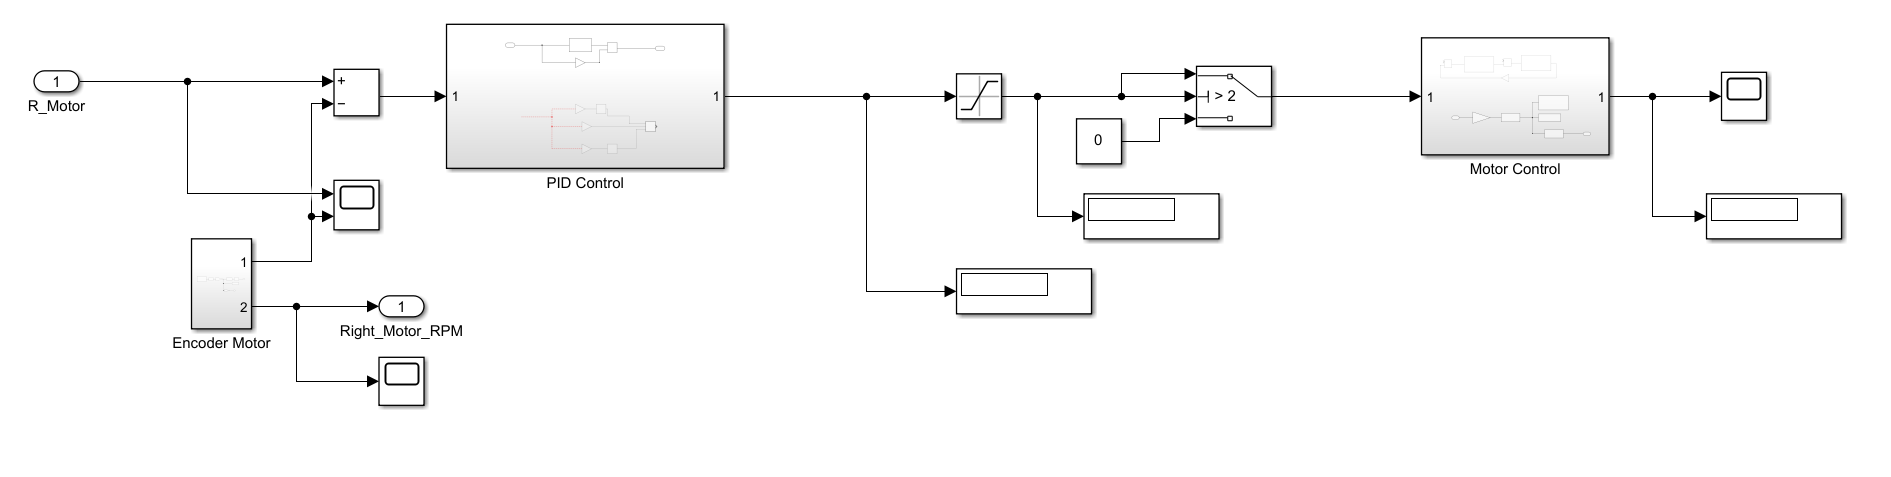 1
R_Motor
+
−
1
1
PID Control
> 2
0
1
1
Motor Control
1
2
Encoder Motor
1
Right_Motor_RPM